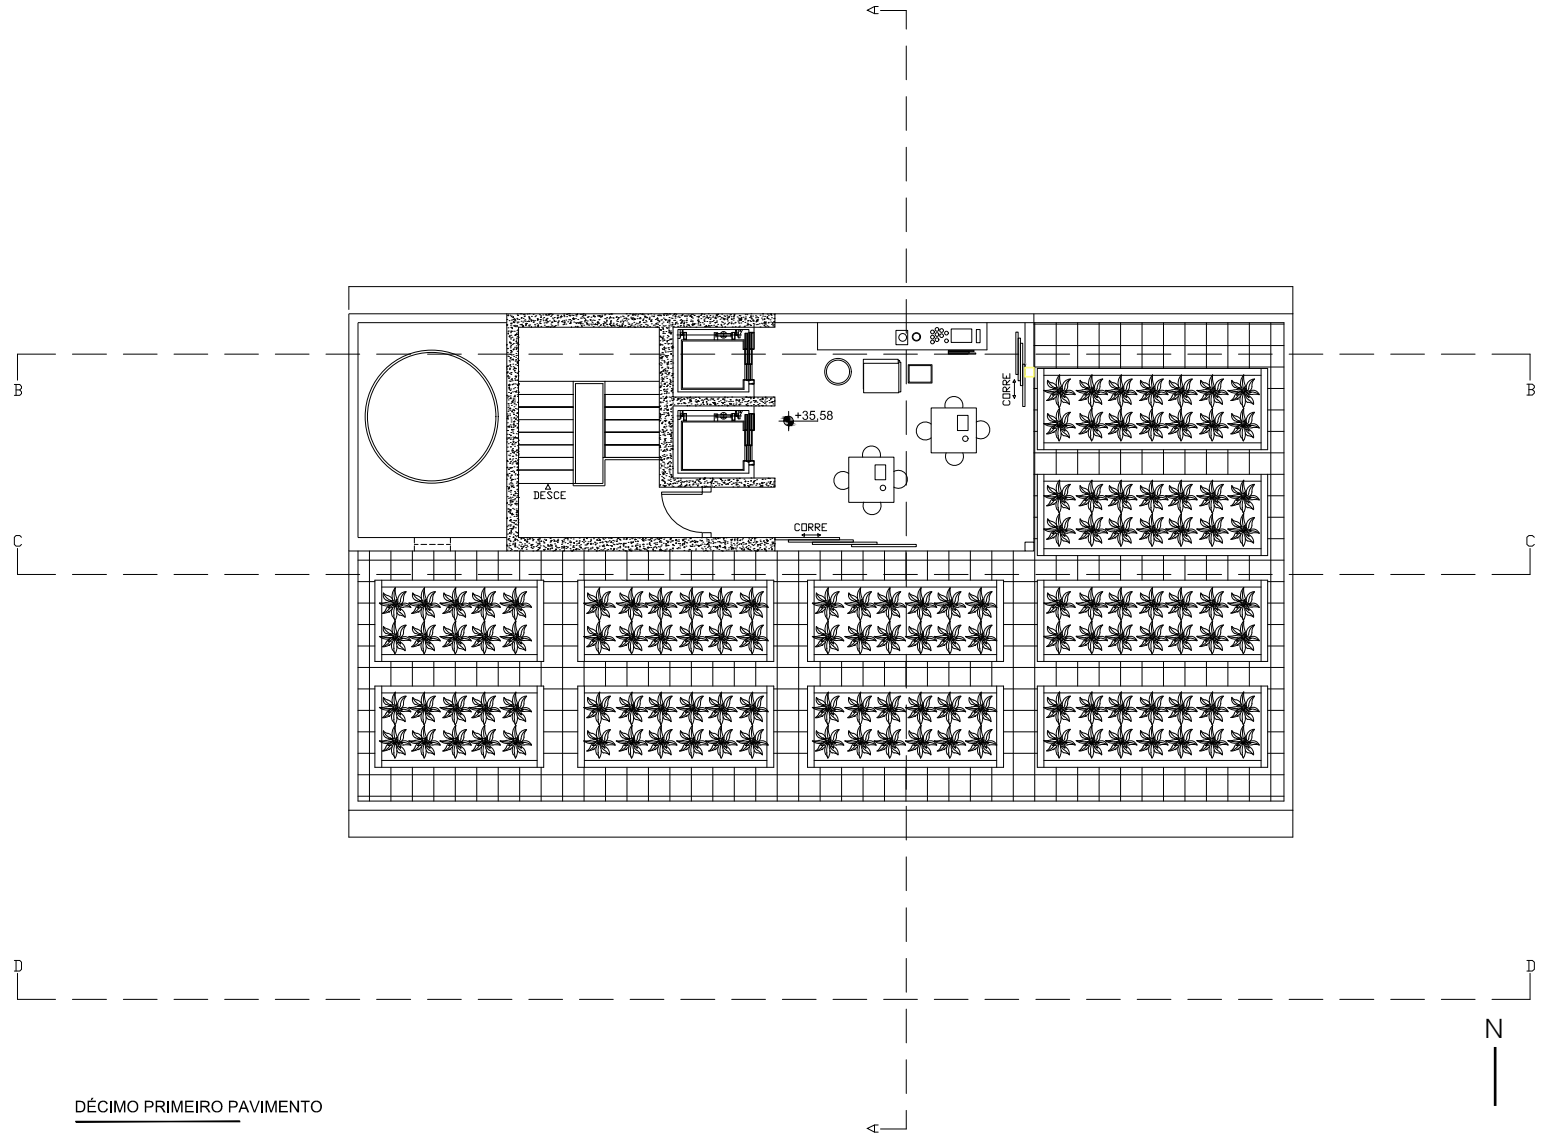 A
B
B
CORRE
+35,58
DESCE
CORRE
C
C
D
D
N
DÉCIMO PRIMEIRO PAVIMENTO
A